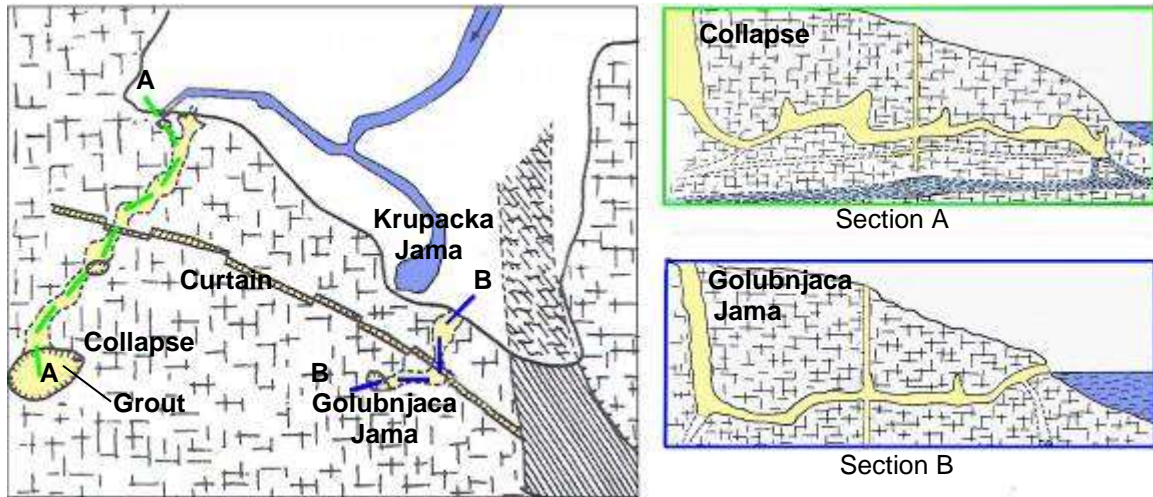 A
Krupacka
Jama
B
Curtain
Collapse
A
Grout
B
Golubnjaca
Jama
Collapse
Section A
Golubnjaca
Jama
Section B